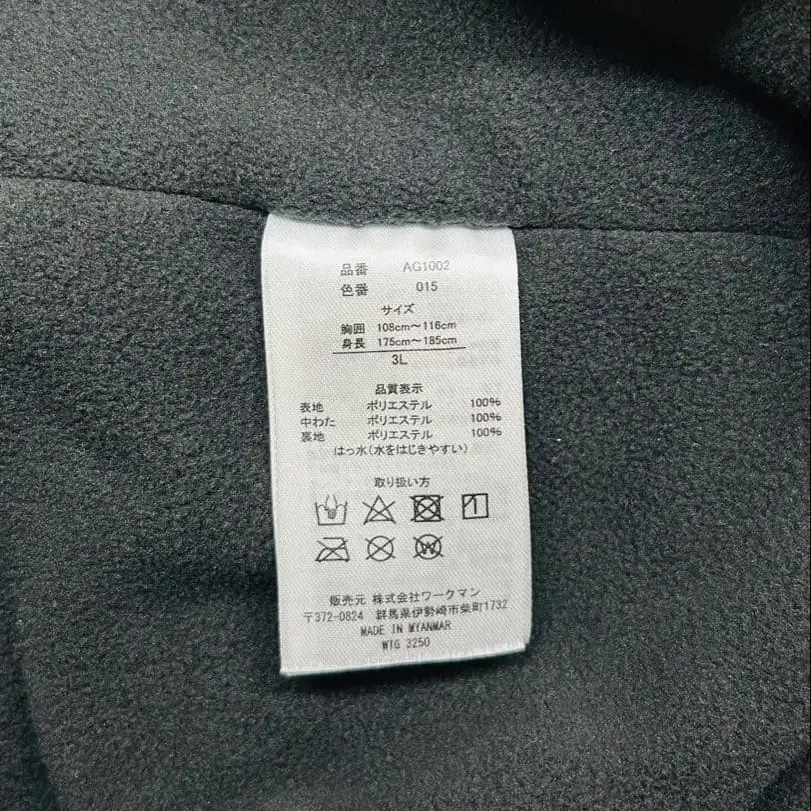 品番 AG1002
色番 015
サイズ
胸囲 108cm〜116cm
身長 175cm〜185cm
3L
品質表示
表地 ポリエステル 100%
中わた ポリエステル 100%
裏地 ポリエステル 100%
はっ水(水をはじきやすい)
取り扱い方
販売元 株式会社ワークマン
〒372-0824 群馬県伊勢崎市柴町1732
MADE IN MYANMAR
WTG 3250